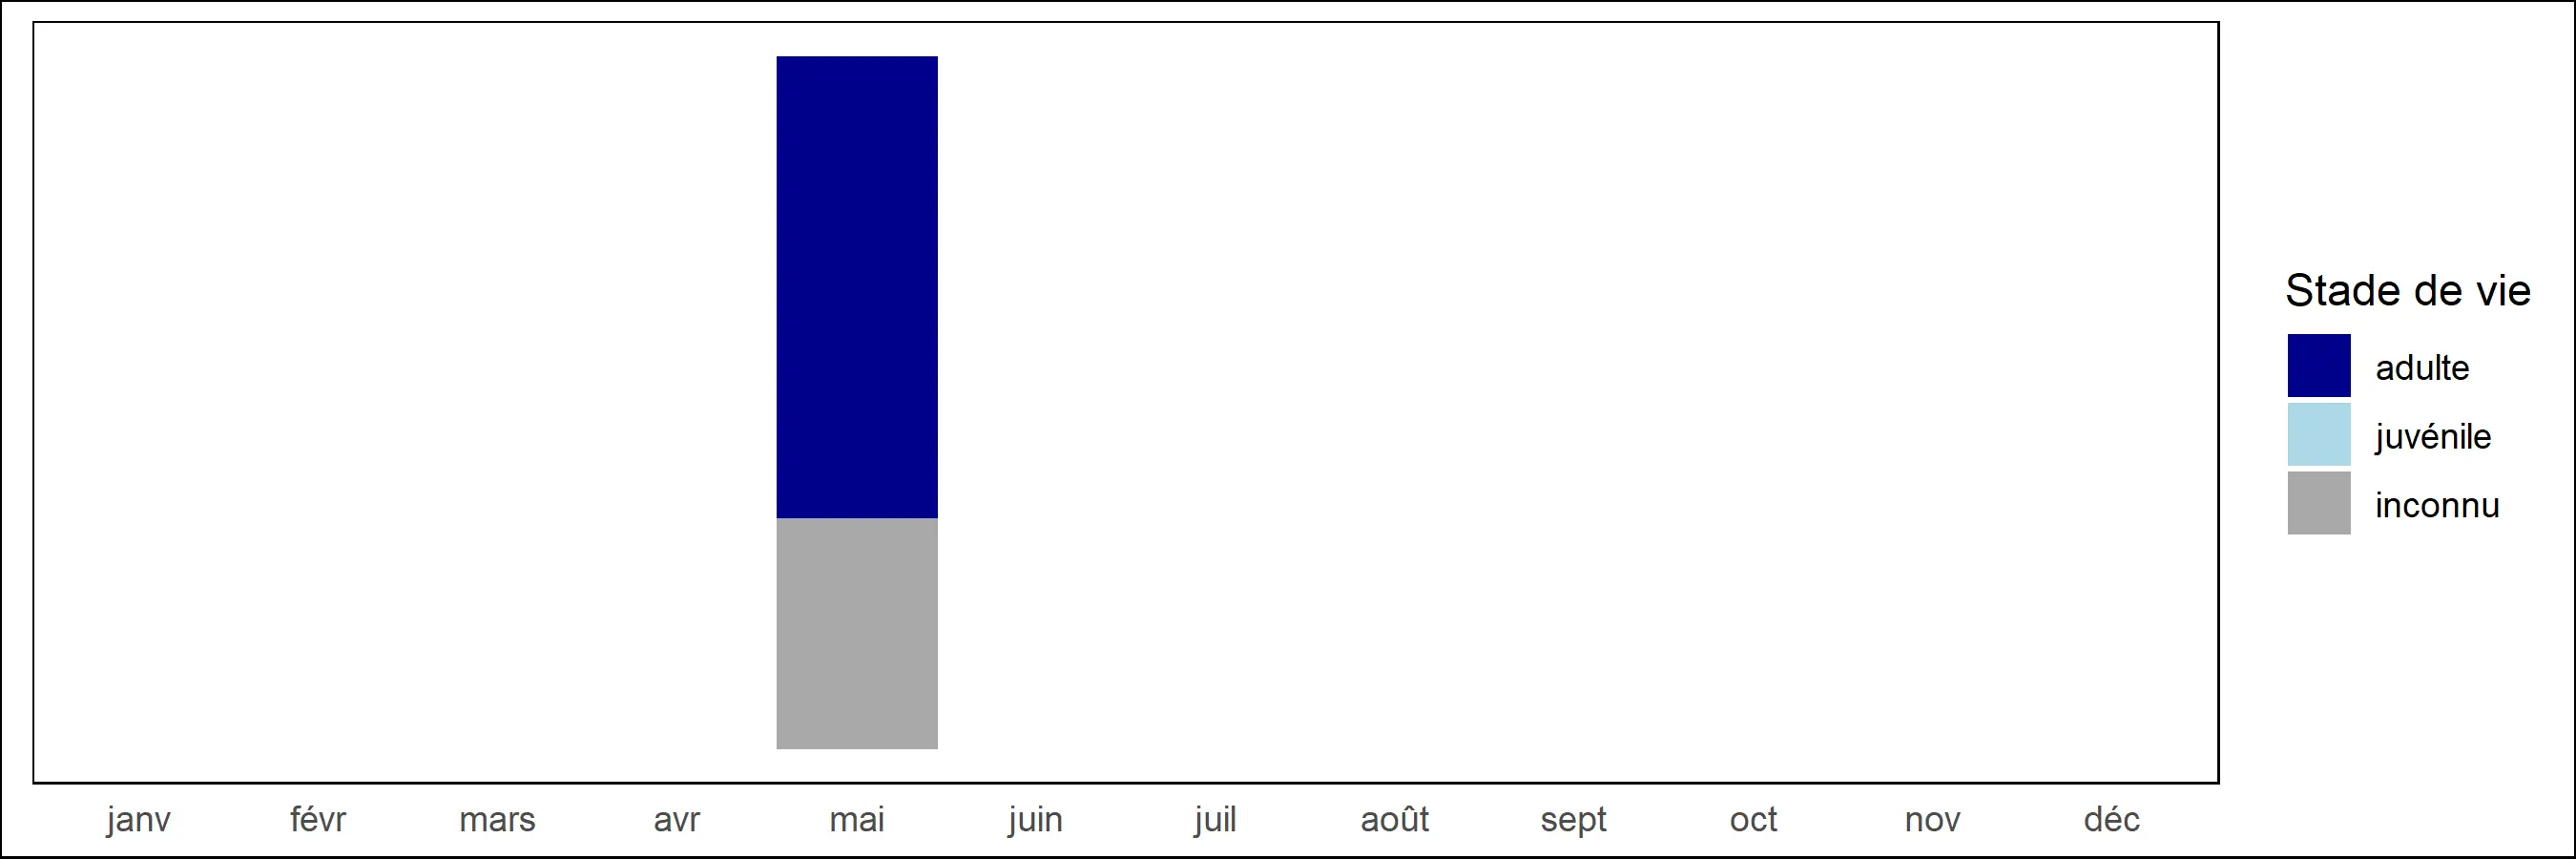 Stade de vie
adulte
juvénile
inconnu
janv févr mars avr mai juin juil août sept oct nov déc